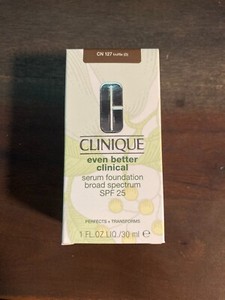 CN 127 truffle (D)
CLINIQUE
even better
clinical
serum foundation
broad spectrum
SPF 25
PERFECTS + TRANSFORMS
1 FL.OZ.LIQ./30 ml ℮